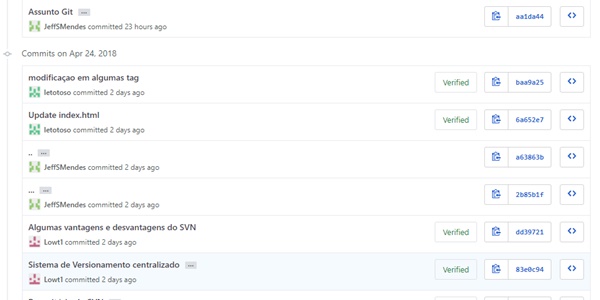 Assunto Git ...
JeffSMendes committed 23 hours ago
aa1da44
Commits on Apr 24, 2018
modificaçao em algumas tag
letotoso committed 2 days ago
Verified
baa9a25
Update index.html
letotoso committed 2 days ago
Verified
6a652e7
.. ...
JeffSMendes committed 2 days ago
a63863b
... ...
JeffSMendes committed 2 days ago
2b85b1f
Algumas vantagens e desvantagens do SVN
Lowt1 committed 2 days ago
Verified
dd39721
Sistema de Versionamento centralizado ...
Lowt1 committed 2 days ago
Verified
83e0c94